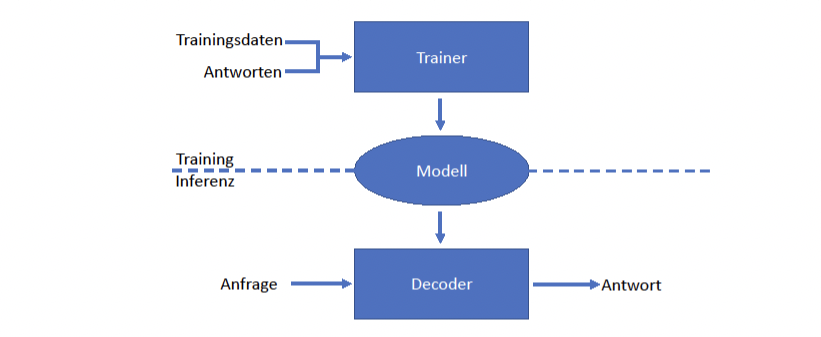 Trainingsdaten
Antworten
Trainer
Training
Inferenz
Modell
Anfrage
Decoder
Antwort